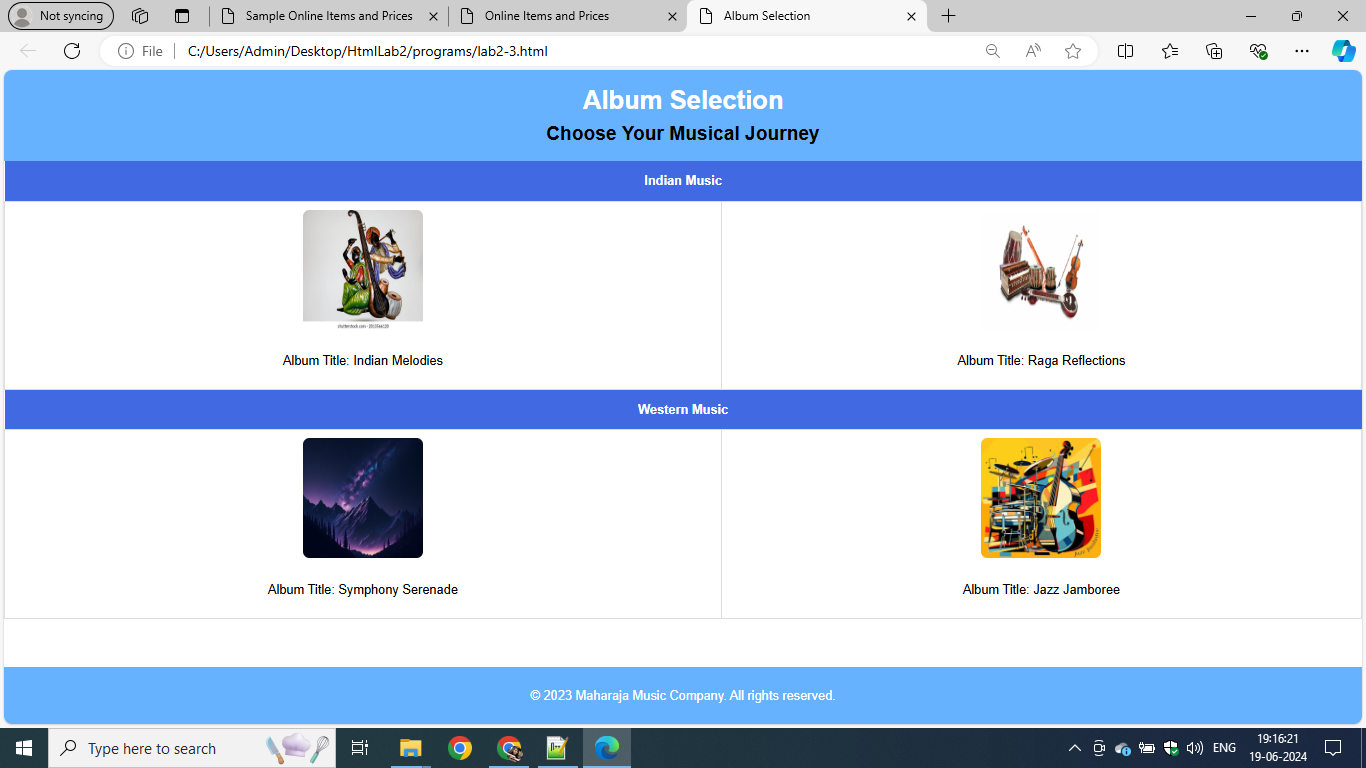 Not syncing
Sample Online Items and Prices
Online Items and Prices
Album Selection
File
C:/Users/Admin/Desktop/HtmlLab2/programs/lab2-3.html
Album Selection
Choose Your Musical Journey
Indian Music
Album Title: Indian Melodies
Album Title: Raga Reflections
Western Music
Album Title: Symphony Serenade
Album Title: Jazz Jamboree
© 2023 Maharaja Music Company. All rights reserved.
Type here to search
ENG
19:16:21
19-06-2024